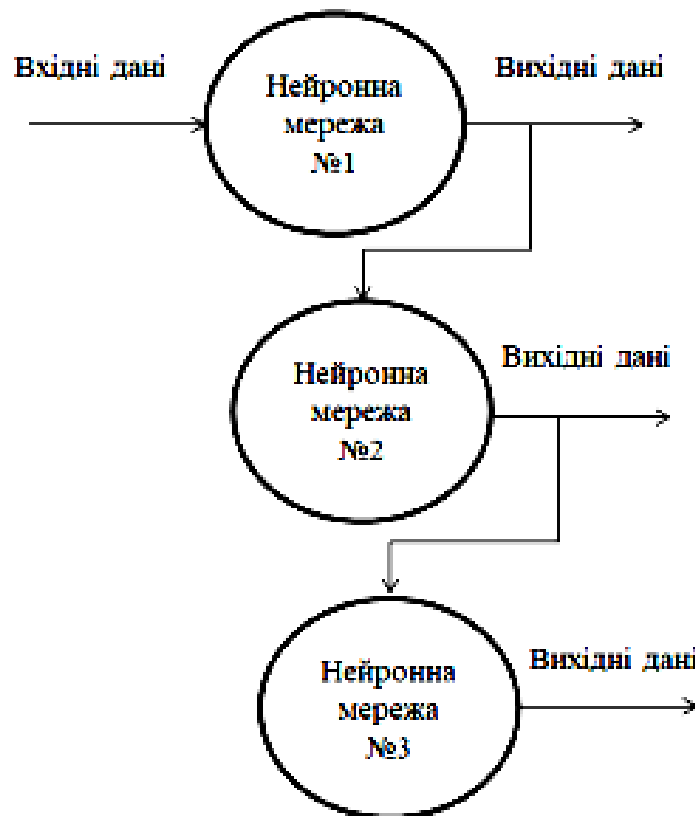 Вхідні дані
Нейронна
мережа
№1
Вихідні дані
Нейронна
мережа
№2
Вихідні дані
Нейронна
мережа
№3
Вихідні дані